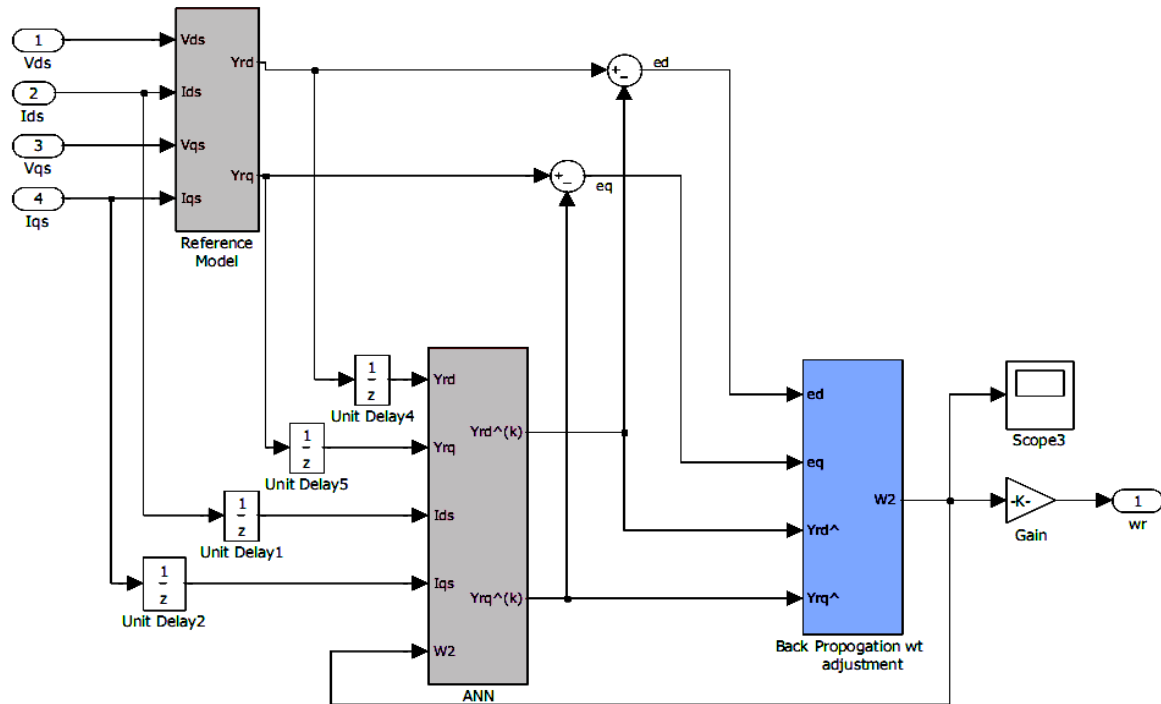 1
Vds
2
Ids
3
Vqs
4
Iqs
Vds
Ids
Vqs
Iqs
Yrd
Yrq
Reference
Model
+
-
ed
+
-
eq
1
z
Unit Delay4
1
z
Unit Delay5
1
z
Unit Delay1
1
z
Unit Delay2
Yrd
Yrq
Ids
Iqs
W2
Yrd^(k)
Yrq^(k)
ANN
ed
eq
Yrd^
Yrq^
W2
Back Propogation wt
adjustment
Scope3
-K-
Gain
1
wr